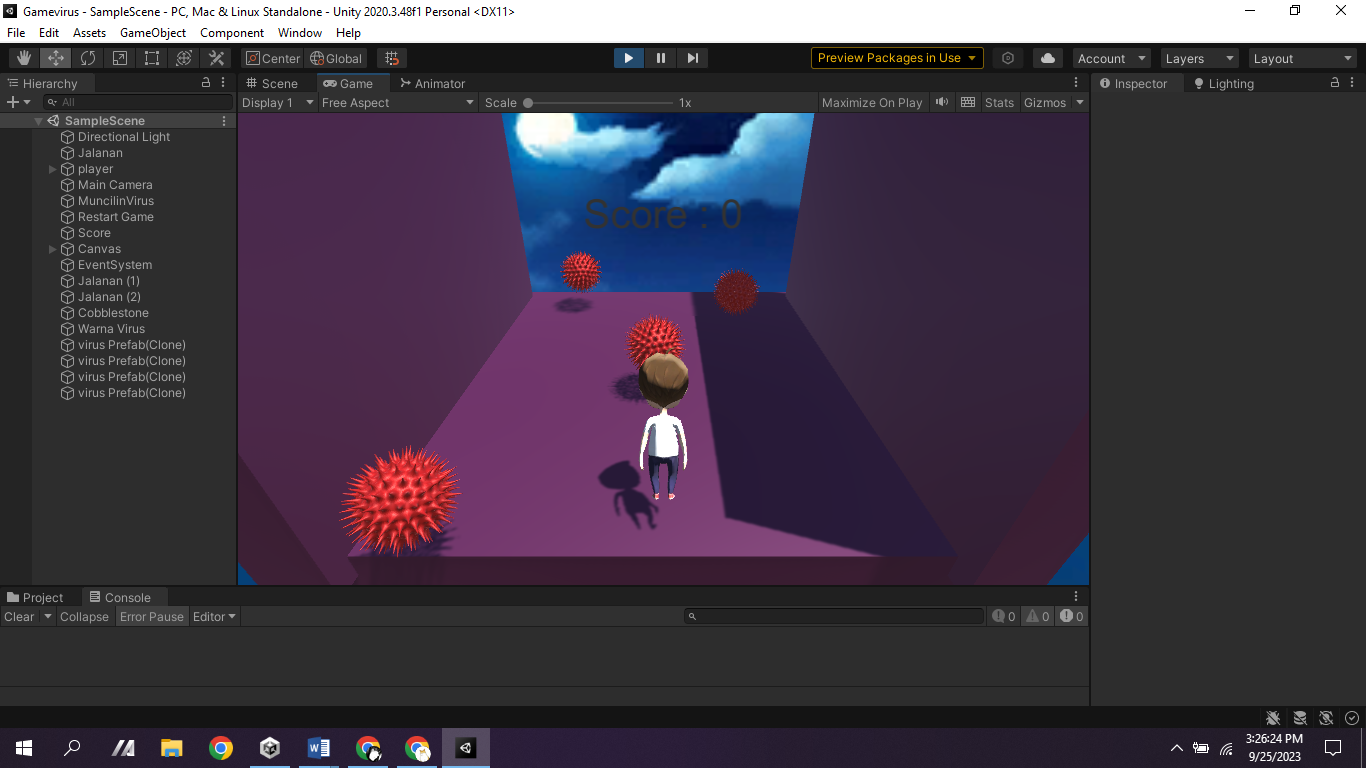 Gamevirus - SampleScene - PC, Mac & Linux Standalone - Unity 2020.3.48f1 Personal <DX11>
File Edit Assets GameObject Component Window Help
Center Global Preview Packages in Use Account Layers Layout
Hierarchy Scene Game Animator Inspector Lighting
All Display 1 Free Aspect Scale 1x Maximize On Play Stats Gizmos
SampleScene
Directional Light
Jalanan
player
Main Camera
MuncilinVirus
Restart Game
Score
Canvas
EventSystem
Jalanan (1)
Jalanan (2)
Cobblestone
Warna Virus
virus Prefab(Clone)
virus Prefab(Clone)
virus Prefab(Clone)
virus Prefab(Clone)
Score : 0
Project Console
Clear Collapse Error Pause Editor 0 0 0
3:26:24 PM
9/25/2023